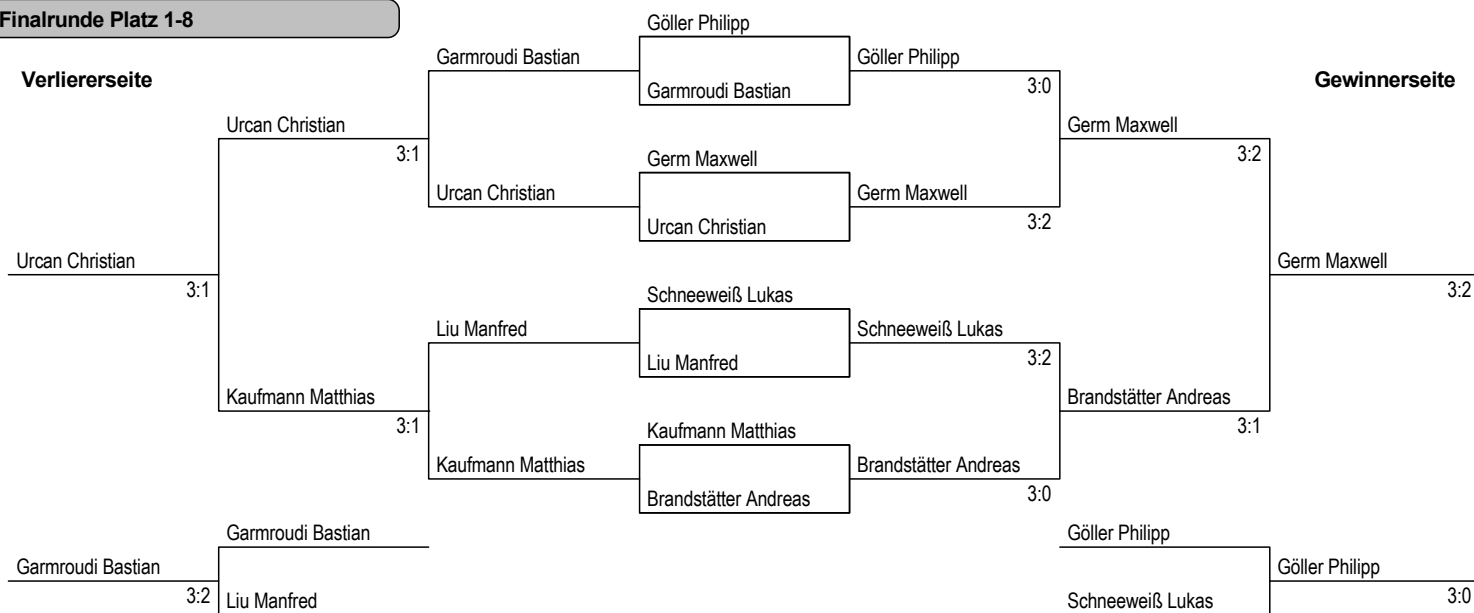 Finalrunde Platz 1-8
Göller Philipp
Garmroudi Bastian
Göller Philipp
Verliererseite
Gewinnerseite
Garmroudi Bastian
3:0
Urcan Christian
Germ Maxwell
3:1
Germ Maxwell
3:2
Urcan Christian
Germ Maxwell
Urcan Christian
3:2
Urcan Christian
Germ Maxwell
3:1
Schneeweiß Lukas
3:2
Liu Manfred
Schneeweiß Lukas
Liu Manfred
3:2
Kaufmann Matthias
Brandstätter Andreas
3:1
Kaufmann Matthias
3:1
Kaufmann Matthias
Brandstätter Andreas
Brandstätter Andreas
3:0
Garmroudi Bastian
Göller Philipp
Garmroudi Bastian
Göller Philipp
3:2
Liu Manfred
Schneeweiß Lukas
3:0